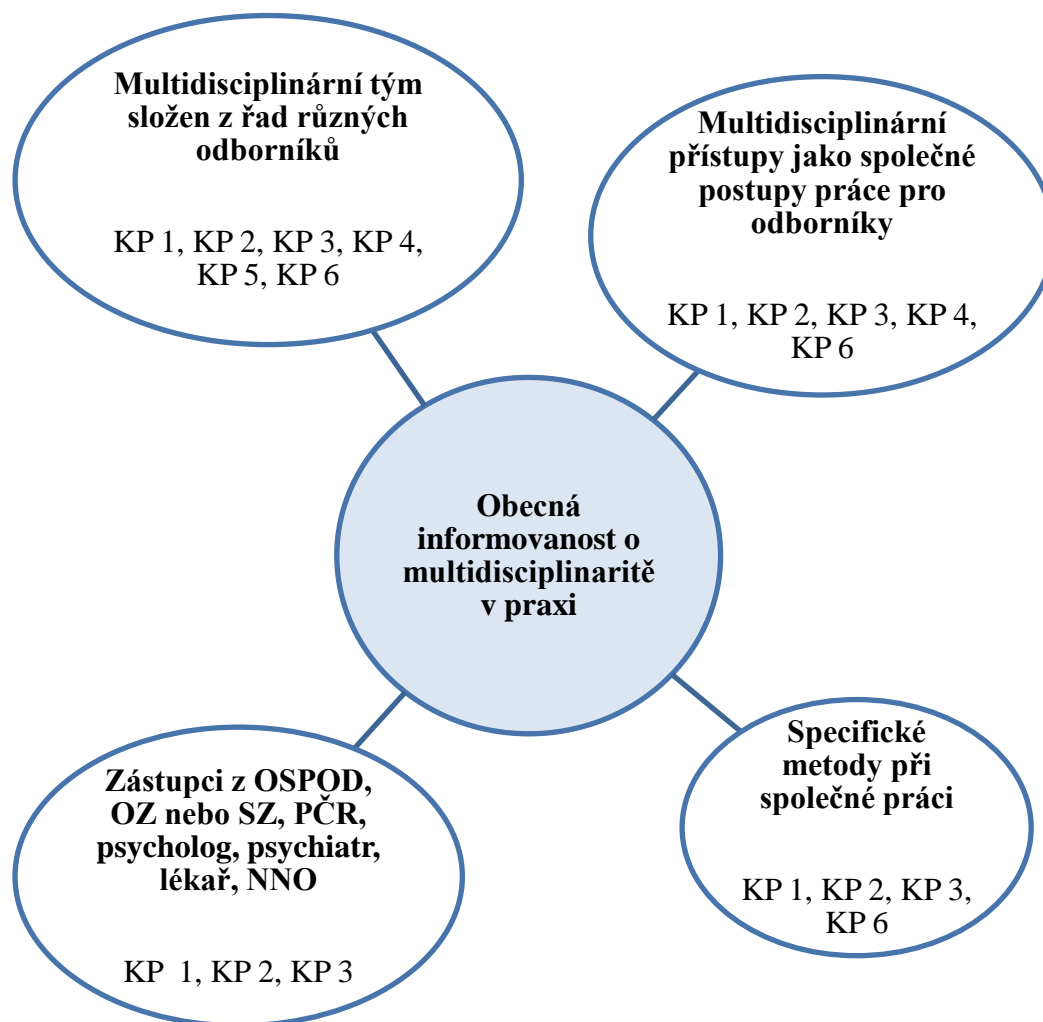 Multidisciplinární tým
složen z řad různých
odborníků
KP 1, KP 2, KP 3, KP 4,
KP 5, KP 6
Multidisciplinární
přístupy jako společné
postupy práce pro
odborníky
KP 1, KP 2, KP 3, KP 4,
KP 6
Obecná
informovanost o
multidisciplinaritě
v praxi
Zástupci z OSPOD,
OZ nebo SZ, PČR,
psycholog, psychiatr,
lékař, NNO
KP 1, KP 2, KP 3
Specifické
metody při
společné práci
KP 1, KP 2, KP 3,
KP 6